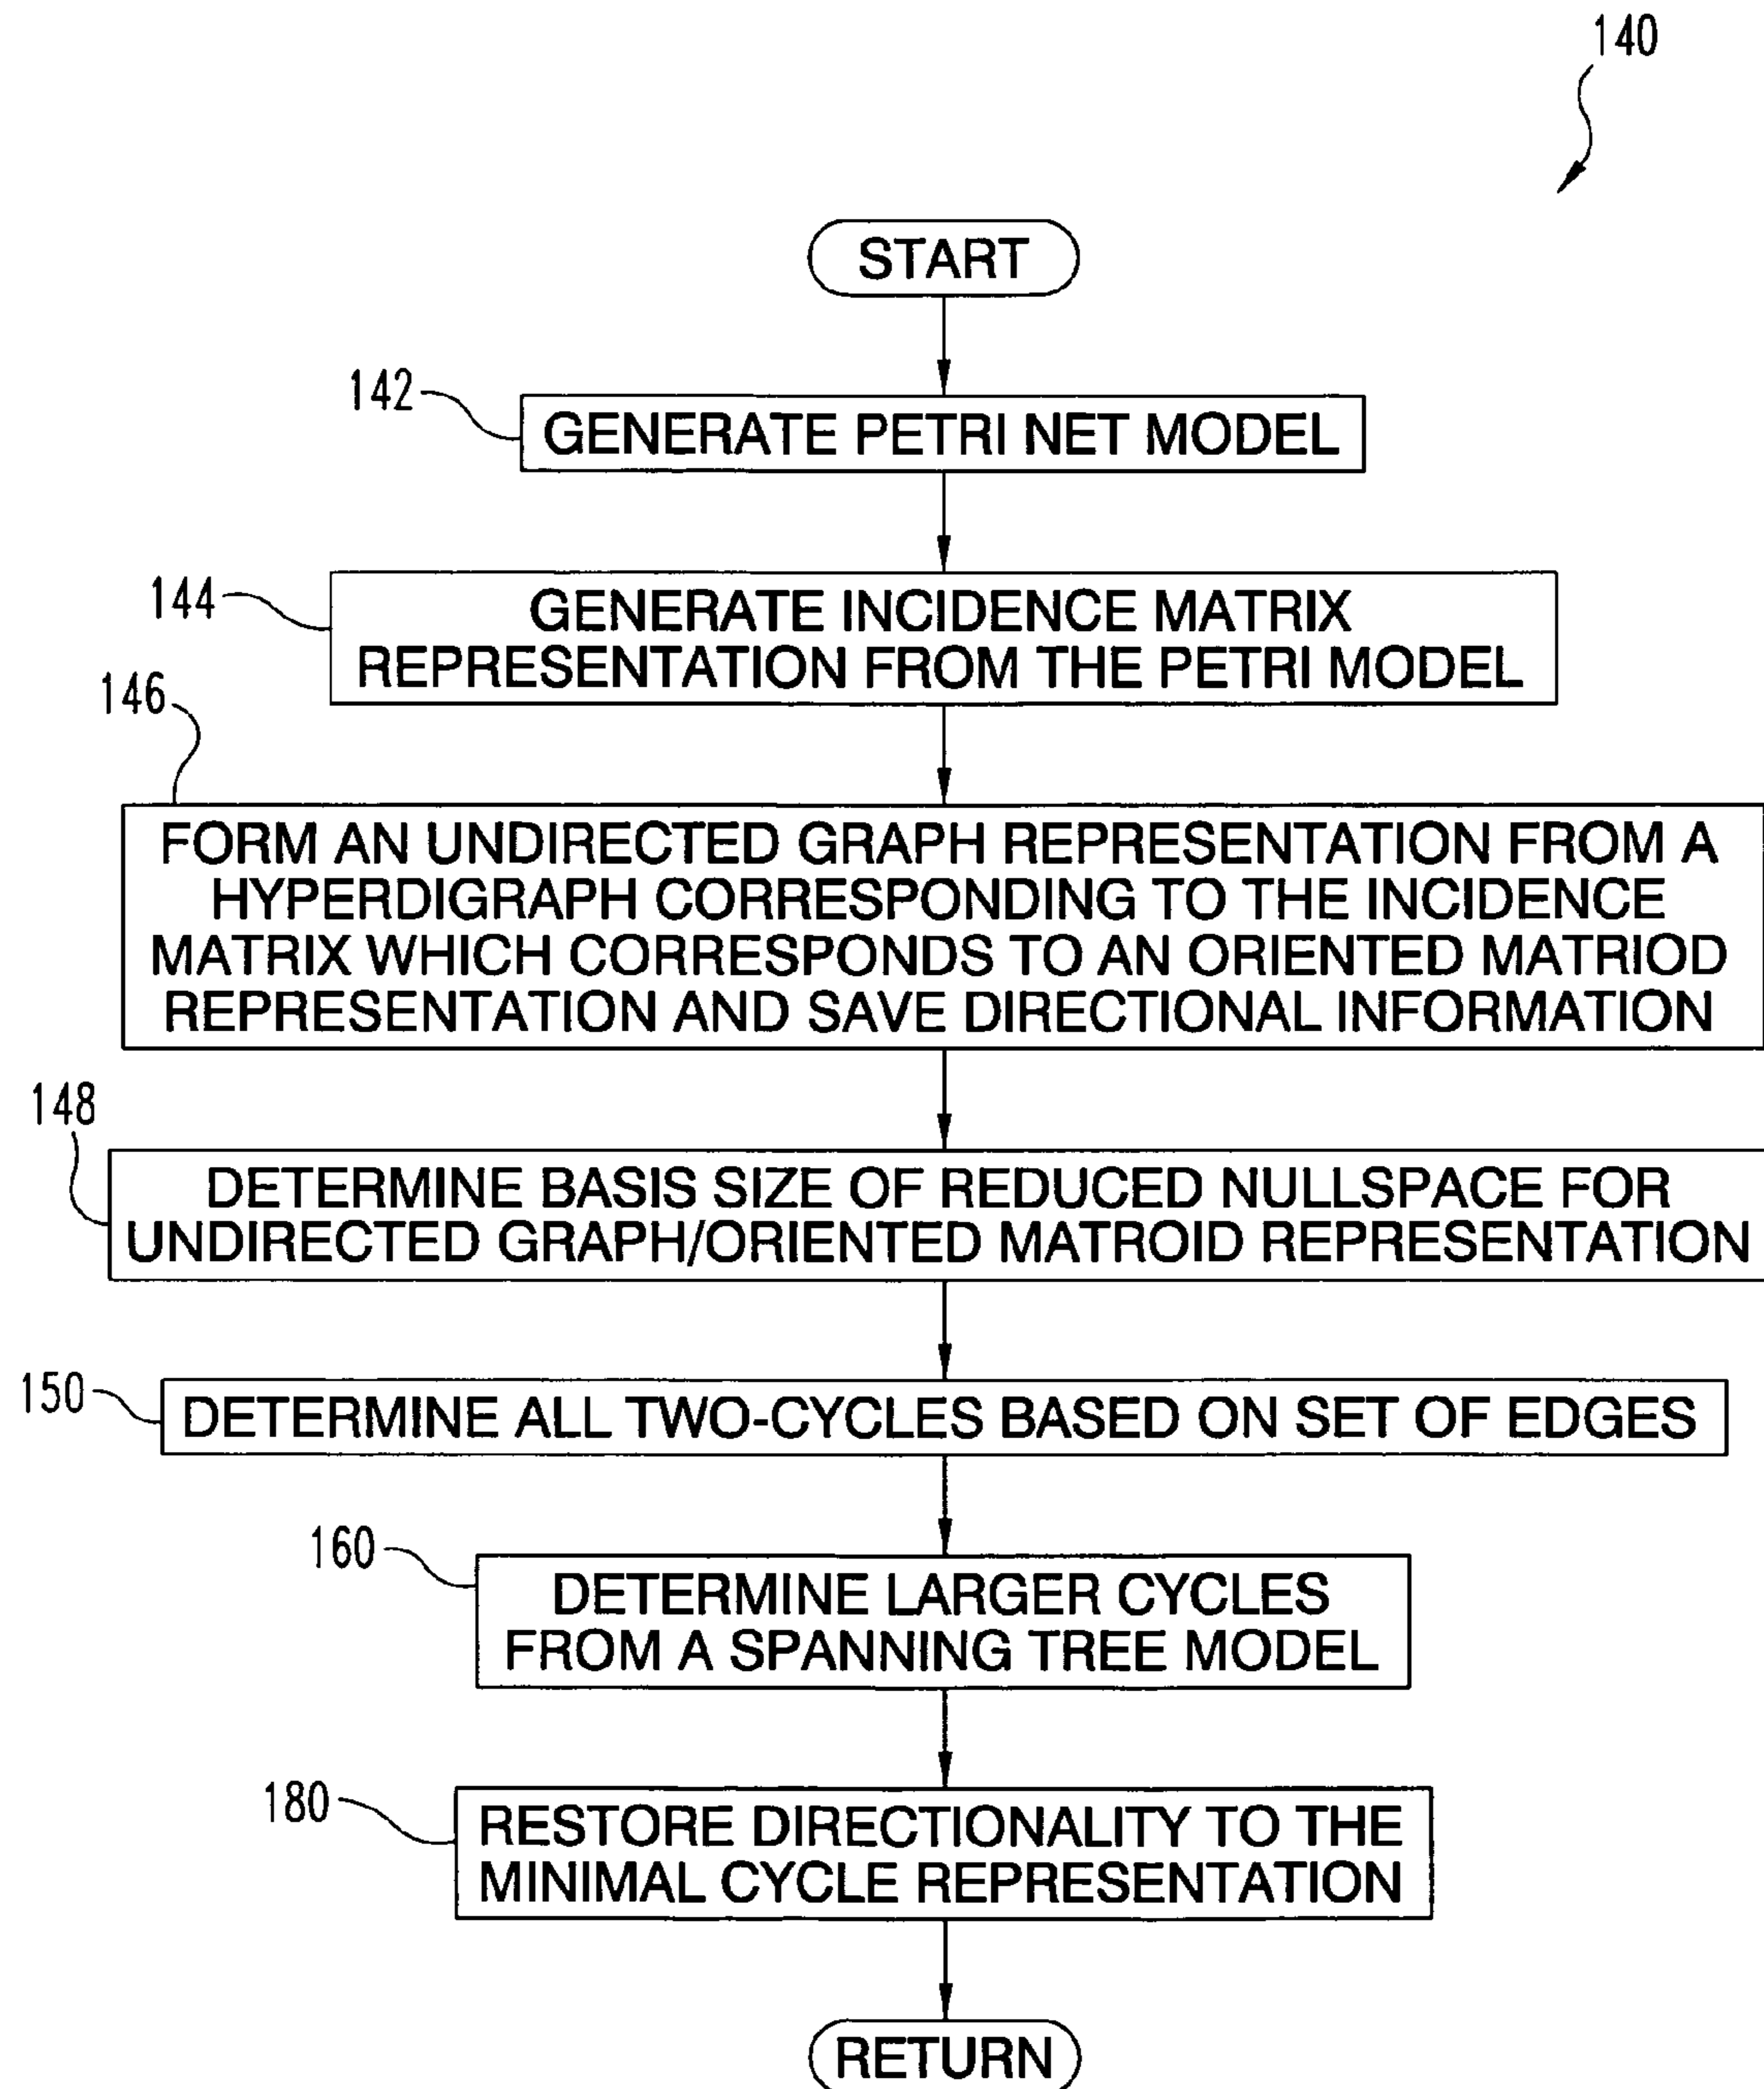 140
START
142
GENERATE PETRI NET MODEL
144
GENERATE INCIDENCE MATRIX
REPRESENTATION FROM THE PETRI MODEL
146
FORM AN UNDIRECTED GRAPH REPRESENTATION FROM A
HYPERDIGRAPH CORRESPONDING TO THE INCIDENCE
MATRIX WHICH CORRESPONDS TO AN ORIENTED MATRIOD
REPRESENTATION AND SAVE DIRECTIONAL INFORMATION
148
DETERMINE BASIS SIZE OF REDUCED NULLSPACE FOR
UNDIRECTED GRAPH/ORIENTED MATROID REPRESENTATION
150
DETERMINE ALL TWO-CYCLES BASED ON SET OF EDGES
160
DETERMINE LARGER CYCLES
FROM A SPANNING TREE MODEL
180
RESTORE DIRECTIONALITY TO THE
MINIMAL CYCLE REPRESENTATION
RETURN